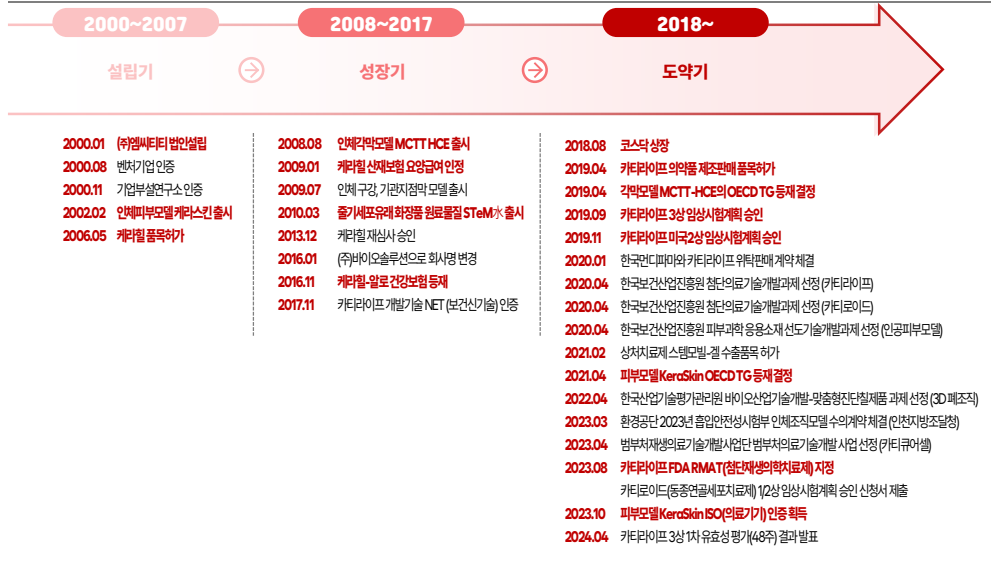 2000~2007
2008~2017
2018~
설립기
성장기
도약기
2000.01 ㈜엠씨티티 법인설립
2000.08 벤처기업 인증
2000.11 기업부설연구소 인증
2002.02 인체피부모델 케라스킨 출시
2006.05 케라힐 품목허가
2008.08 인체각막모델 MCTT HCE 출시
2009.01 케라힐 산재보험 요양급여 인정
2009.07 인체 구강, 기관지점막 모델 출시
2010.03 줄기세포유래 화장품 원료물질 STeM水 출시
2013.12 케라힐 재심사 승인
2016.01 (주)바이오솔루션으로 회사명 변경
2016.11 케라힐-알로 건강보험 등재
2017.11 카티라이프 개발기술 NET (보건신기술) 인증
2018.08 코스닥 상장
2019.04 카티라이프 의약품 제조판매 품목허가
2019.04 각막모델 MCTT-HCE의 OECD TG 등재 결정
2019.09 카티라이프 3상 임상시험계획 승인
2019.11 카티라이프 미국2상 임상시험계획 승인
2020.01 한국먼디파마와 카티라이프 위탁판매 계약 체결
2020.04 한국보건산업진흥원 첨단의료기술개발과제 선정 (카티라이프)
2020.04 한국보건산업진흥원 첨단의료기술개발과제 선정 (카티로이드)
2020.04 한국보건산업진흥원 피부과학 응용소재 선도기술개발과제 선정 (인공피부모델)
2021.02 상처치료제 스템모빌-겔 수출품목 허가
2021.04 피부모델 KeraSkin OECD TG 등재 결정
2022.04 한국산업기술평가관리원 바이오산업기술개발-맞춤형진단칠제품 과제 선정 (3D 폐조직)
2023.03 환경공단 2023년 흡입안전성시험부 인체조직모델 수의계약 체결 (인천지방조달청)
2023.04 범부처재생의료기술개발사업단 범부처의료기술개발 사업 선정 (카티큐어셀)
2023.08 카티라이프 FDA RMAT(첨단재생의학치료제) 지정
카티로이드(동종연골세포치료제) 1/2상 임상시험계획 승인 신청서 제출
2023.10 피부모델 KeraSkin ISO(의료기기) 인증 획득
2024.04 카티라이프 3상 1차 유효성 평가(48주) 결과 발표